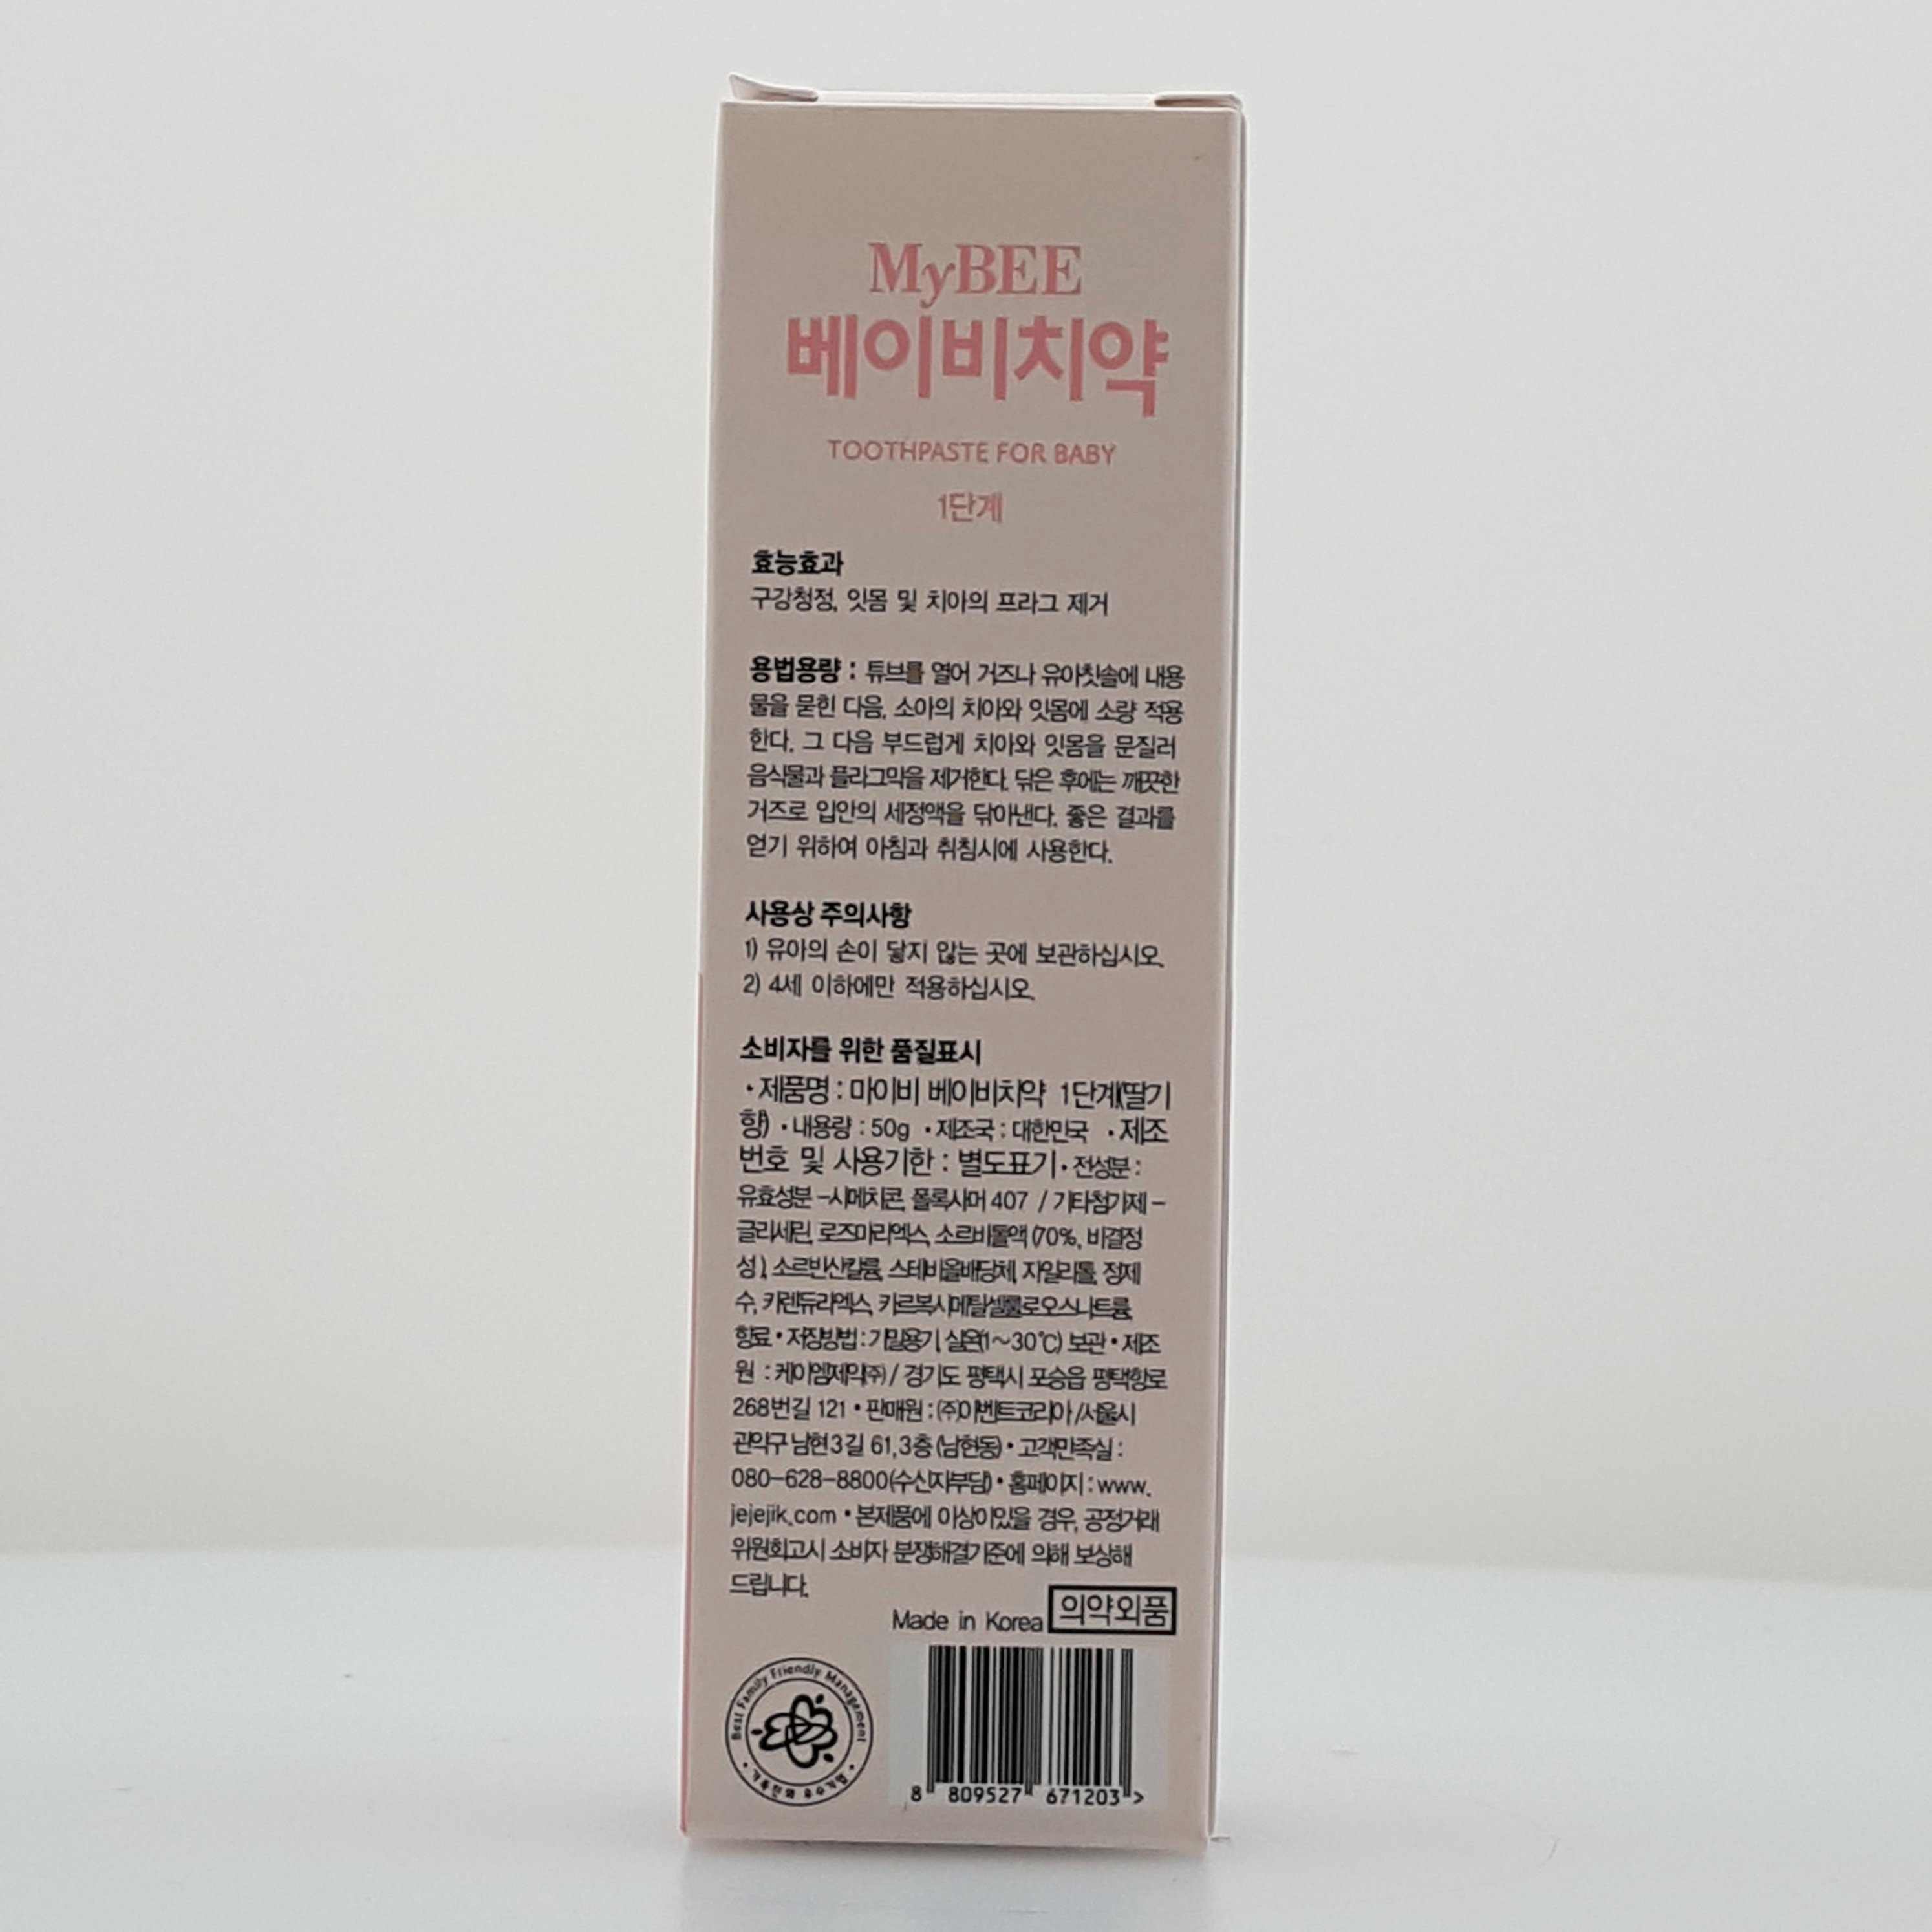 MyBEE
베이비치약
TOOTHPASTE FOR BABY
1단계
효능효과
구강청정, 잇몸 및 치아의 프라그 제거
용법용량 : 튜브를 열어 거즈나 유아칫솔에 내용
물을 묻힌 다음, 소아의 치아와 잇몸에 소량 적용
한다. 그 다음 부드럽게 치아와 잇몸을 문질러
음식물과 플라그막을 제거한다. 닦은 후에는 깨끗한
거즈로 입안의 세정액을 닦아낸다. 좋은 결과를
얻기 위하여 아침과 취침시에 사용한다.
사용상 주의사항
1) 유아의 손이 닿지 않는 곳에 보관하십시오.
2) 4세 이하에만 적용하십시오.
소비자를 위한 품질표시
• 제품명 : 마이비 베이비치약 1단계(딸기
향) • 내용량 : 50g • 제조국 : 대한민국 • 제조
번호 및 사용기한 : 별도표기 • 전성분 :
유효성분 –시메치콘, 폴록사머 407 / 기타첨가제 –
글리세린, 로즈마리엑스, 소르비톨액(70%, 비결정
성), 소르빈산칼륨, 스테비올배당체, 자일리톨, 정제
수, 카렌듀라엑스, 카르복시메틸셀룰로오스나트륨,
향료 • 저장방법 : 기밀용기, 실온(1~30℃) 보관 • 제조
원 : 케이엠제약㈜ / 경기도 평택시 포승읍 평택항로
268번길 121 • 판매원 : ㈜이벤트코리아 /서울시
관악구 남현3길 61, 3층 (남현동) • 고객만족실 :
080-628-8800(수신자부담) • 홈페이지 : www.
jejejik.com • 본제품에 이상이있을 경우, 공정거래
위원회고시 소비자 분쟁해결기준에 의해 보상해
드립니다.
Made in Korea 의약외품
Best Family Friendly Management
가족친화 우수기업
8 809527 671203 >